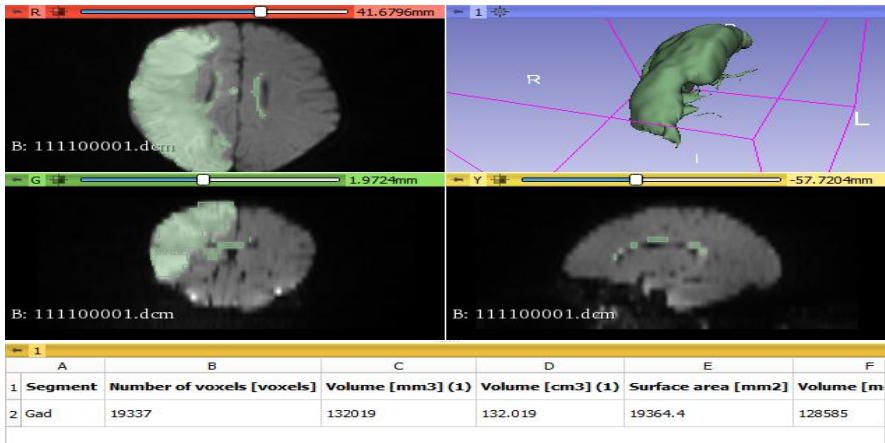 R 41.6796mm
B: 111100001.dcm
1
R
L
I
G 1.9724mm
B: 111100001.dcm
Y -57.7204mm
B: 111100001.dcm
1
A B C D E F
1 Segment Number of voxels [voxels] Volume [mm3] (1) Volume [cm3] (1) Surface area [mm2] Volume [m
2 Gad 19337 132019 132.019 19364.4 128585